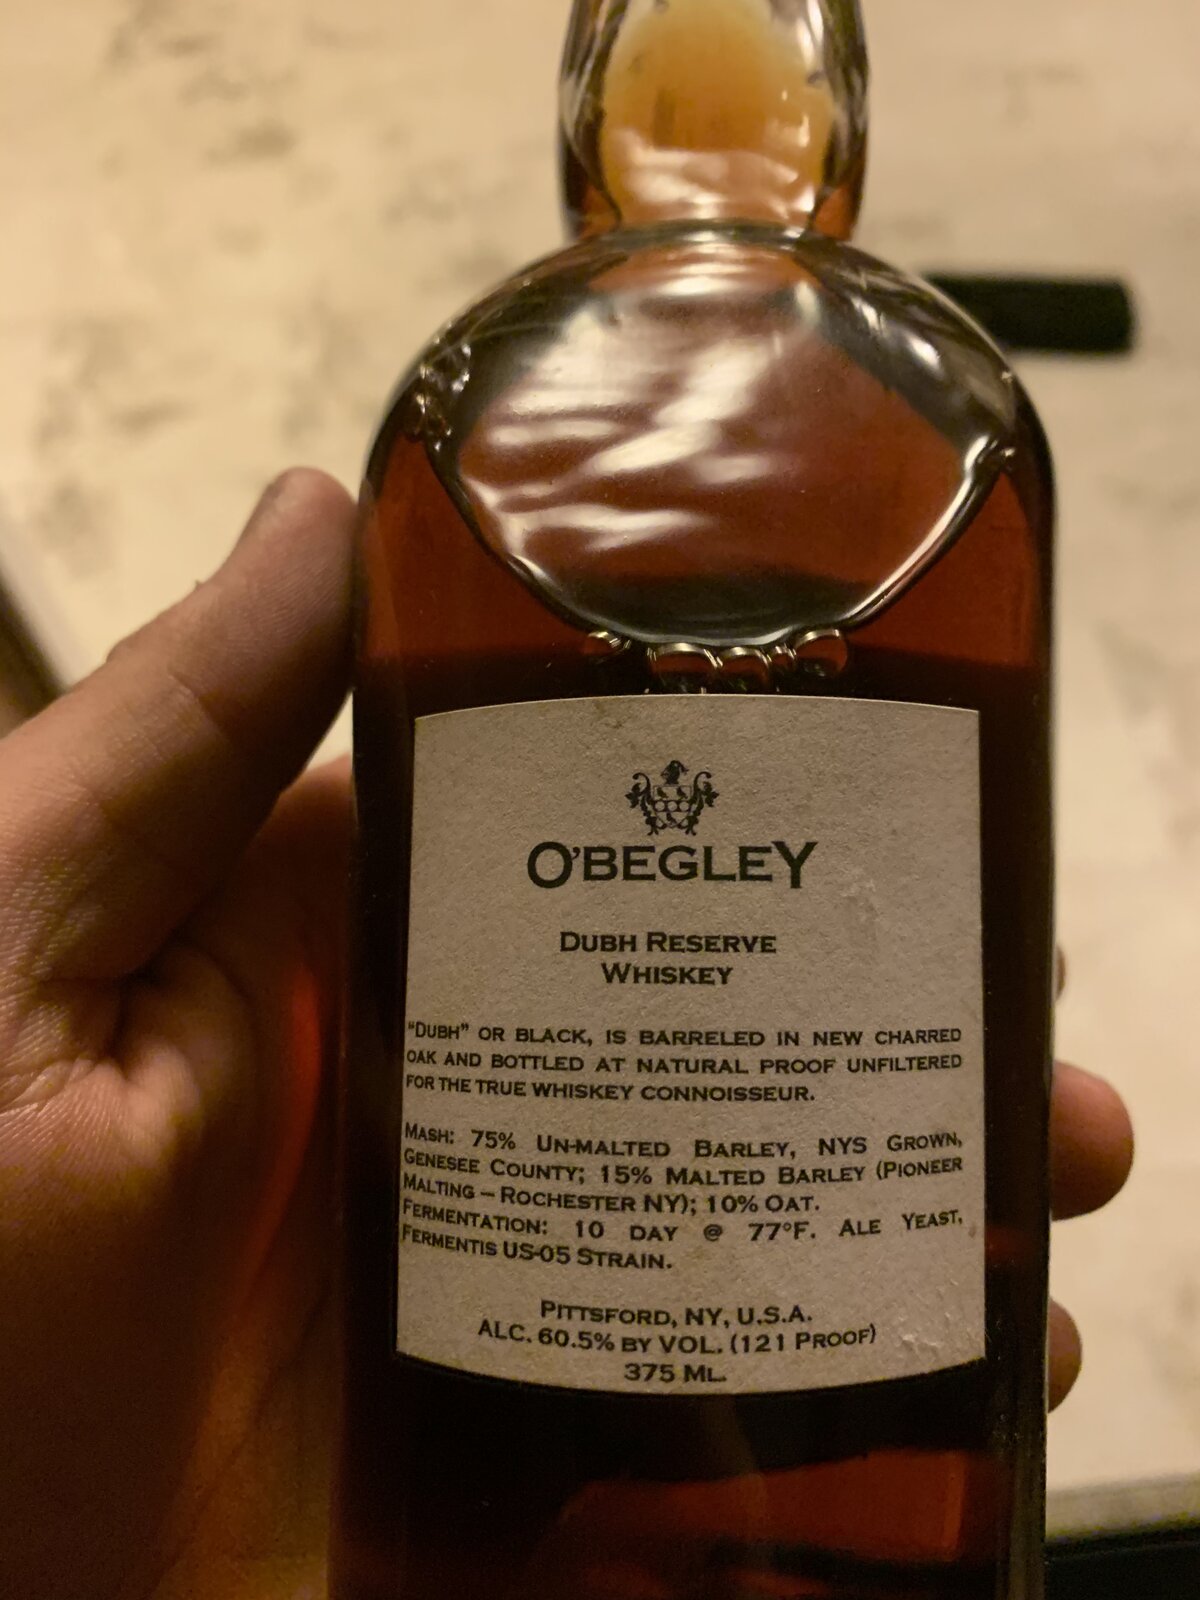 O'BEGLEY
DUBH RESERVE
WHISKEY
"DUBH" OR BLACK, IS BARRELED IN NEW CHARRED
OAK AND BOTTLED AT NATURAL PROOF UNFILTERED
FOR THE TRUE WHISKEY CONNOISSEUR.
MASH: 75% UN-MALTED BARLEY, NYS GROWN,
GENESEE COUNTY; 15% MALTED BARLEY (PIONEER
MALTING – ROCHESTER NY); 10% OAT.
FERMENTATION: 10 DAY @ 77°F. ALE YEAST,
FERMENTIS US-05 STRAIN.
PITTSFORD, NY, U.S.A.
ALC. 60.5% BY VOL. (121 PROOF)
375 ML.